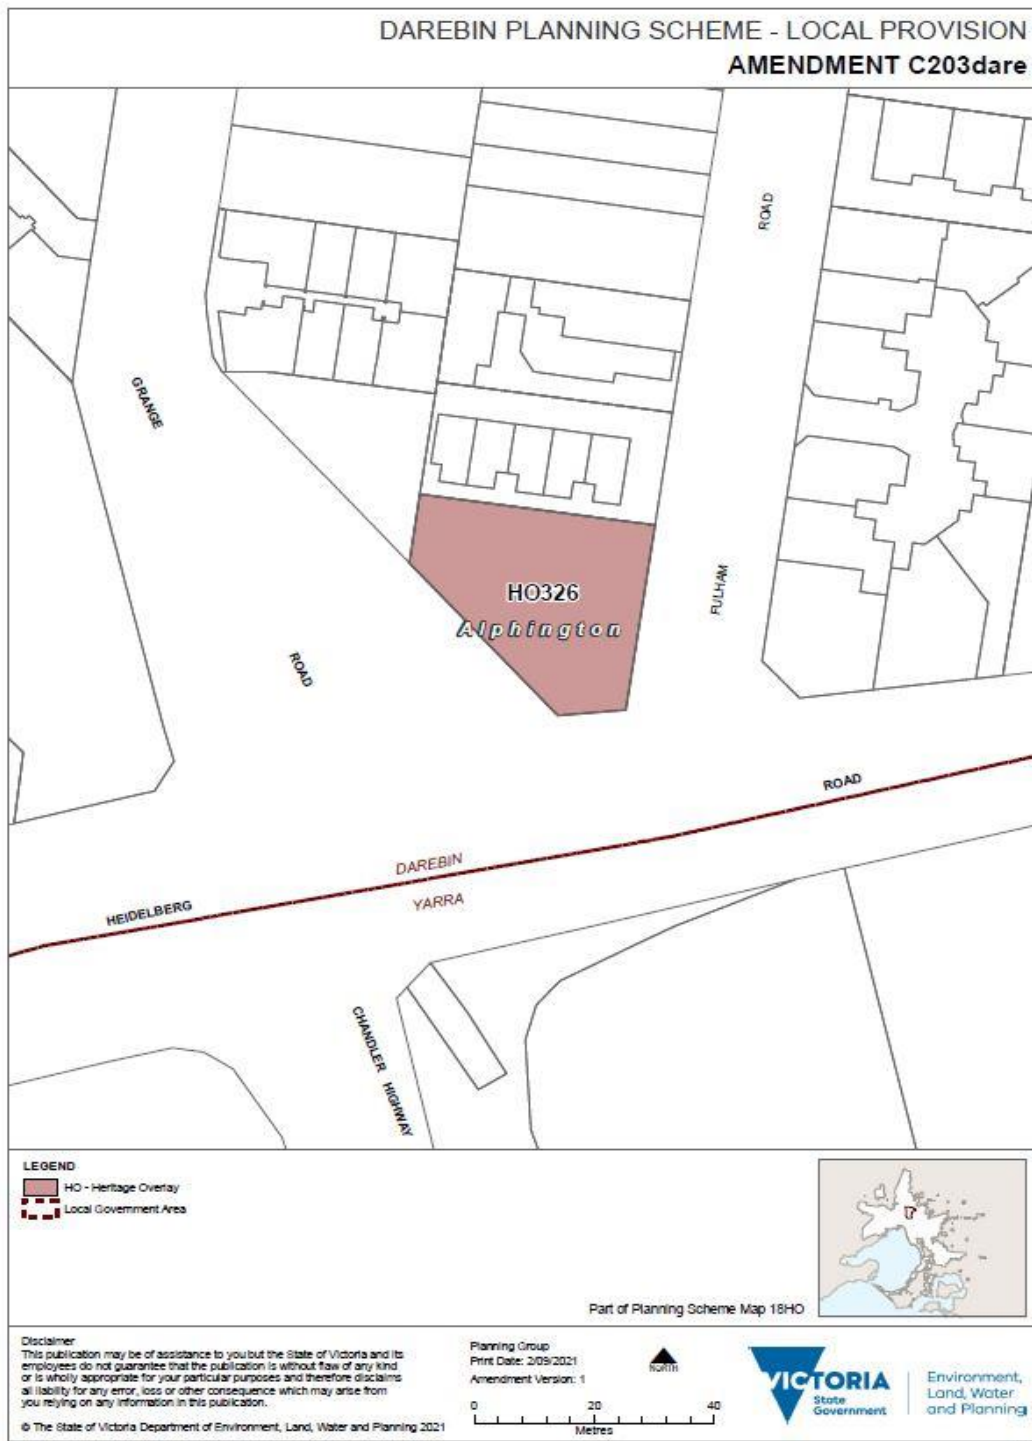 DAREBIN PLANNING SCHEME - LOCAL PROVISION
AMENDMENT C203dare
ROAD
GRANGE
HO326
Alphington
FULHAM
ROAD
ROAD
DAREBIN
YARRA
HEIDELBERG
CHANDLER HIGHWAY
LEGEND
HO - Heritage Overlay
Local Government Area
Part of Planning Scheme Map 18HO
Disclaimer
This publication may be of assistance to you but the State of Victoria and its
employees do not guarantee that the publication is without flaw of any kind
or is wholly appropriate for your particular purposes and therefore disclaims
all liability for any error, loss or other consequence which may arise from
you relying on any information in this publication.
© The State of Victoria Department of Environment, Land, Water and Planning 2021
Planning Group
Print Date: 2/09/2021
Amendment Version: 1
NORTH
0 20 40
Metres
VICTORIA
State
Government
Environment,
Land, Water
and Planning